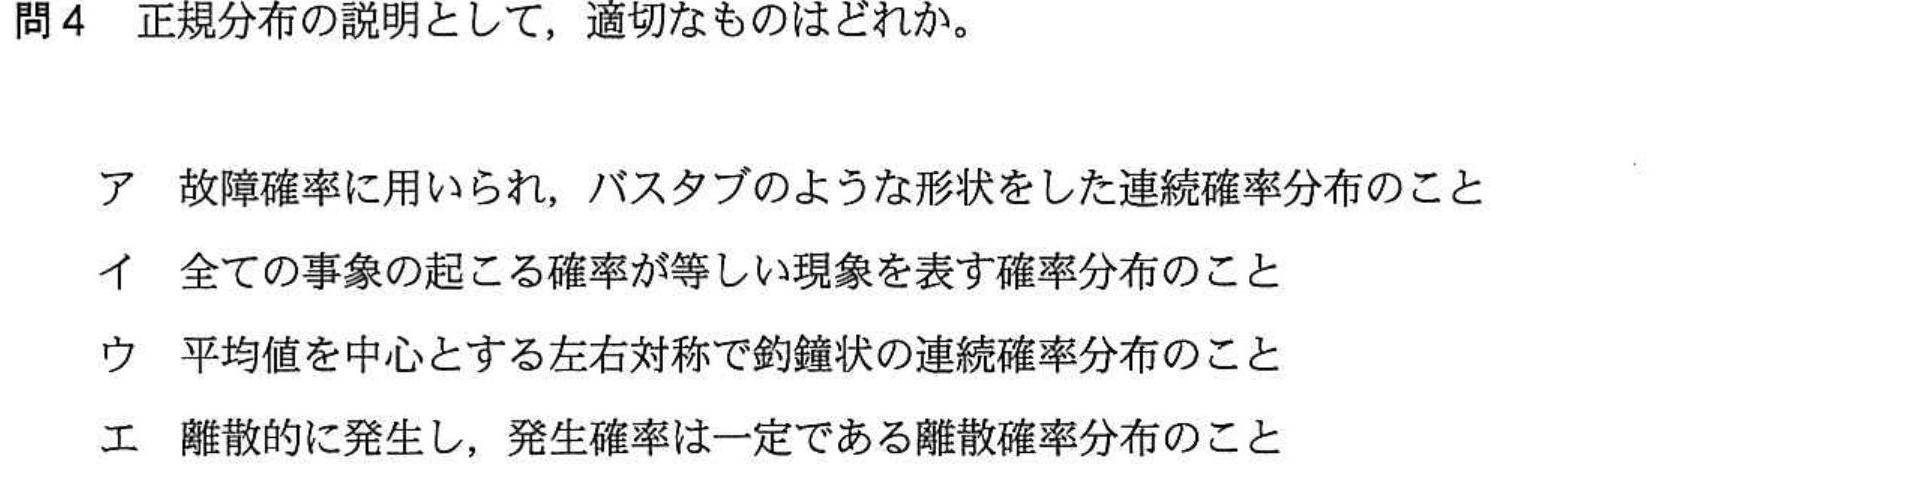 問4 正規分布の説明として，適切なものはどれか。
ア 故障確率に用いられ，バスタブのような形状をした連続確率分布のこと
イ 全ての事象の起こる確率が等しい現象を表す確率分布のこと
ウ 平均値を中心とする左右対称で釣鐘状の連続確率分布のこと
エ 離散的に発生し，発生確率は一定である離散確率分布のこと